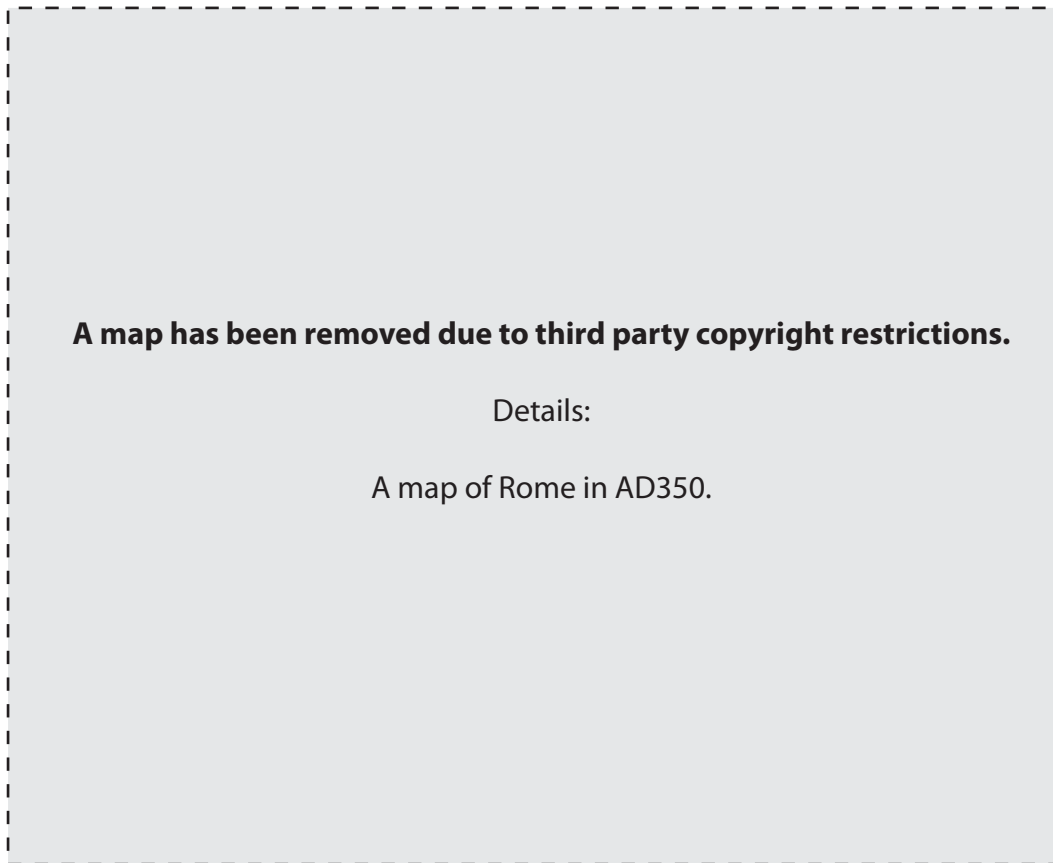 A map has been removed due to third party copyright restrictions.
Details:
A map of Rome in AD350.